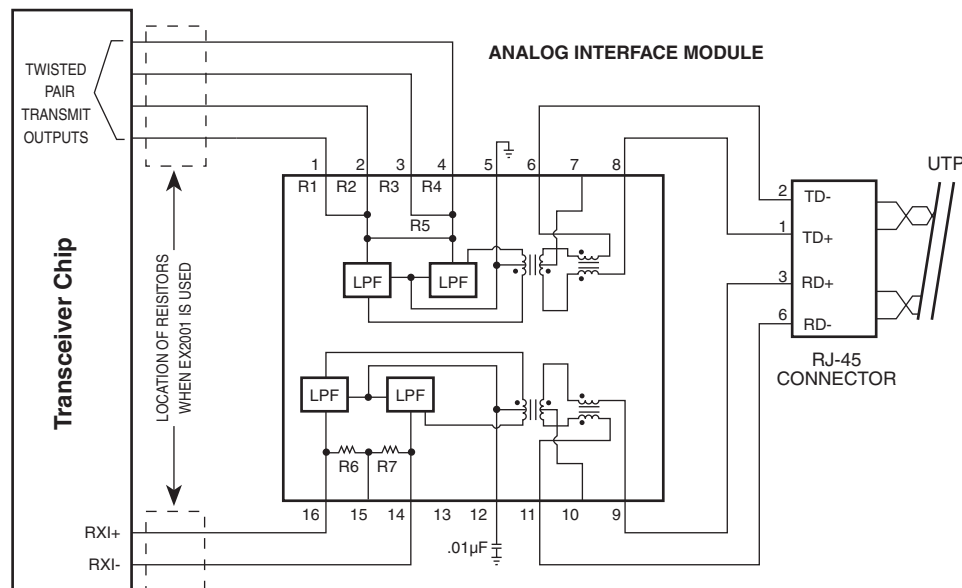 ANALOG INTERFACE MODULE
TWISTED
PAIR
TRANSMIT
OUTPUTS
1 2 3 4 5 6 7 8
R1 R2 R3 R4
R5
LPF LPF
UTP
2 TD-
1 TD+
3 RD+
6 RD-
RJ-45
CONNECTOR
Transceiver Chip
LOCATION OF REISITORS
WHEN EX2001 IS USED
LPF LPF
R6 R7
16 15 14 13 12 11 10 9
.01µF
RXI+
RXI-